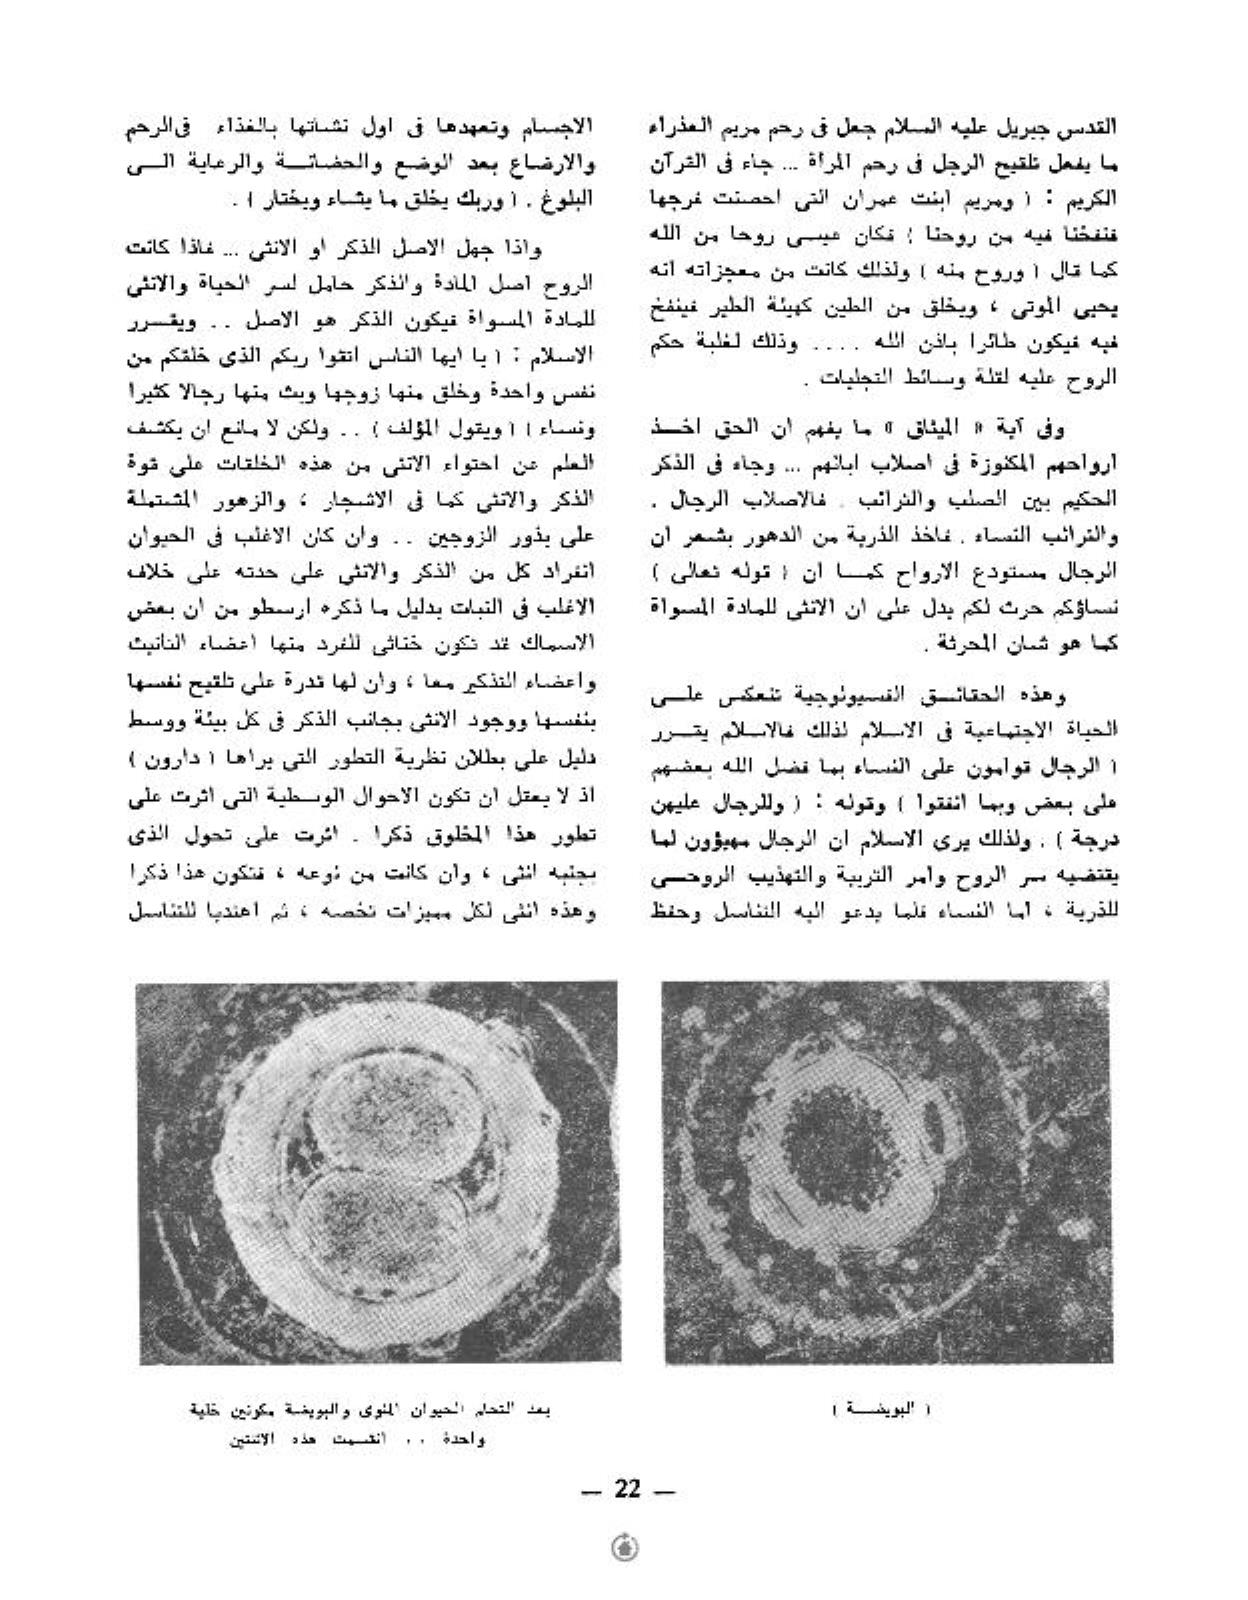 القدس جبريل عليه السلام جعل فى رحم مريم العذراء
ما يفعل تلقيح الرجل فى رحم المرأة ... جاء فى القرآن
الكريم : ( ومريم ابنت عمران التى احصنت فرجها
فنفخنا فيه من روحنا ) فكان عيسى روحا من الله
كما قال ( وروح منه ) ولذلك كانت من معجزاته انه
يحيى الموتى ، ويخلق من الطين كهيئة الطير فينفخ
فيه فيكون طائرا باذن الله .... وذلك لغلبة حكم
الروح عليه لقلة وسائط التجليات .
وفى آية « الميثاق » ما يفهم ان الحق اخـــذ
ارواحهم المكنوزة فى اصلاب ابائهم ... وجاء فى الذكر
الحكيم بين الصلب والترائب . فالاصلاب الرجال .
والترائب النساء . فاخذ الذرية من الدهور يشعر ان
الرجال مستودع الارواح كمـــا ان ( قوله تعالى )
نساؤكم حرث لكم يدل على ان الانثى للمادة المسواة
كما هو شان المحرثة .
وهذه الحقائـــق الفسيولوجية تنعكس علـــى
الحياة الاجتماعية فى الاسلام لذلك فالاسلام يقـــرر
( الرجال قوامون على النساء بما فضل الله بعضهم
على بعض وبما انفقوا ) وقوله : ( وللرجال عليهن
درجة ) . ولذلك يرى الاسلام ان الرجال مهيؤون لما
يقتضيه سر الروح وامر التربية والتهذيب الروحـــى
للذرية ، اما النساء فلما يدعو اليه التناسل وحفظ
الاجسام وتعهدها فى اول نشاتها بالغذاء فى الرحم
والارضاع بعد الوضع والحضانـــة والرعاية الـــى
البلوغ . ( وربك يخلق ما يشاء ويختار ) .
واذا جهل الاصل الذكر او الانثى ... فاذا كانت
الروح اصل المادة والذكر حامل لسر الحياة والانثى
للمادة المسواة فيكون الذكر هو الاصل .. ويقـــرر
الاسلام : ( يا ايها الناس اتقوا ربكم الذى خلقكم من
نفس واحدة وخلق منها زوجها وبث منها رجالا كثيرا
ونساء ) ( ويقول المؤلف ) .. ولكن لا مانع ان يكشف
العلم عن احتواء الانثى من هذه الخلقات على قوة
الذكر والانثى كما فى الاشجار ، والزهور المشتملة
على بذور الزوجين .. وان كان الاغلب فى الحيوان
انفراد كل من الذكر والانثى على حدته على خلاف
الاغلب فى النبات بدليل ما ذكره ارسطو من ان بعض
الاسماك قد تكون خناثى للفرد منها اعضاء التانيث
واعضاء التذكير معا ، وان لها قدرة على تلقيح نفسها
بنفسها ووجود الانثى بجانب الذكر فى كل بيئة ووسط
دليل على بطلان نظرية التطور التى يراها ( دارون )
اذ لا يعقل ان تكون الاحوال الوسطية التى اثرت على
تطور هذا المخلوق ذكرا . اثرت على تحول الذى
بجنبه انثى ، وان كانت من نوعه ، فتكون هذا ذكرا
وهذه انثى لكل مميزات تخصه ، ثم اهتديا للتناسل
( البويضـــة )
بعد التحام الحيوان المنوى والبويضة مكونين خلية
واحدة .. انقسمت هذه الاثنتين
— 22 —